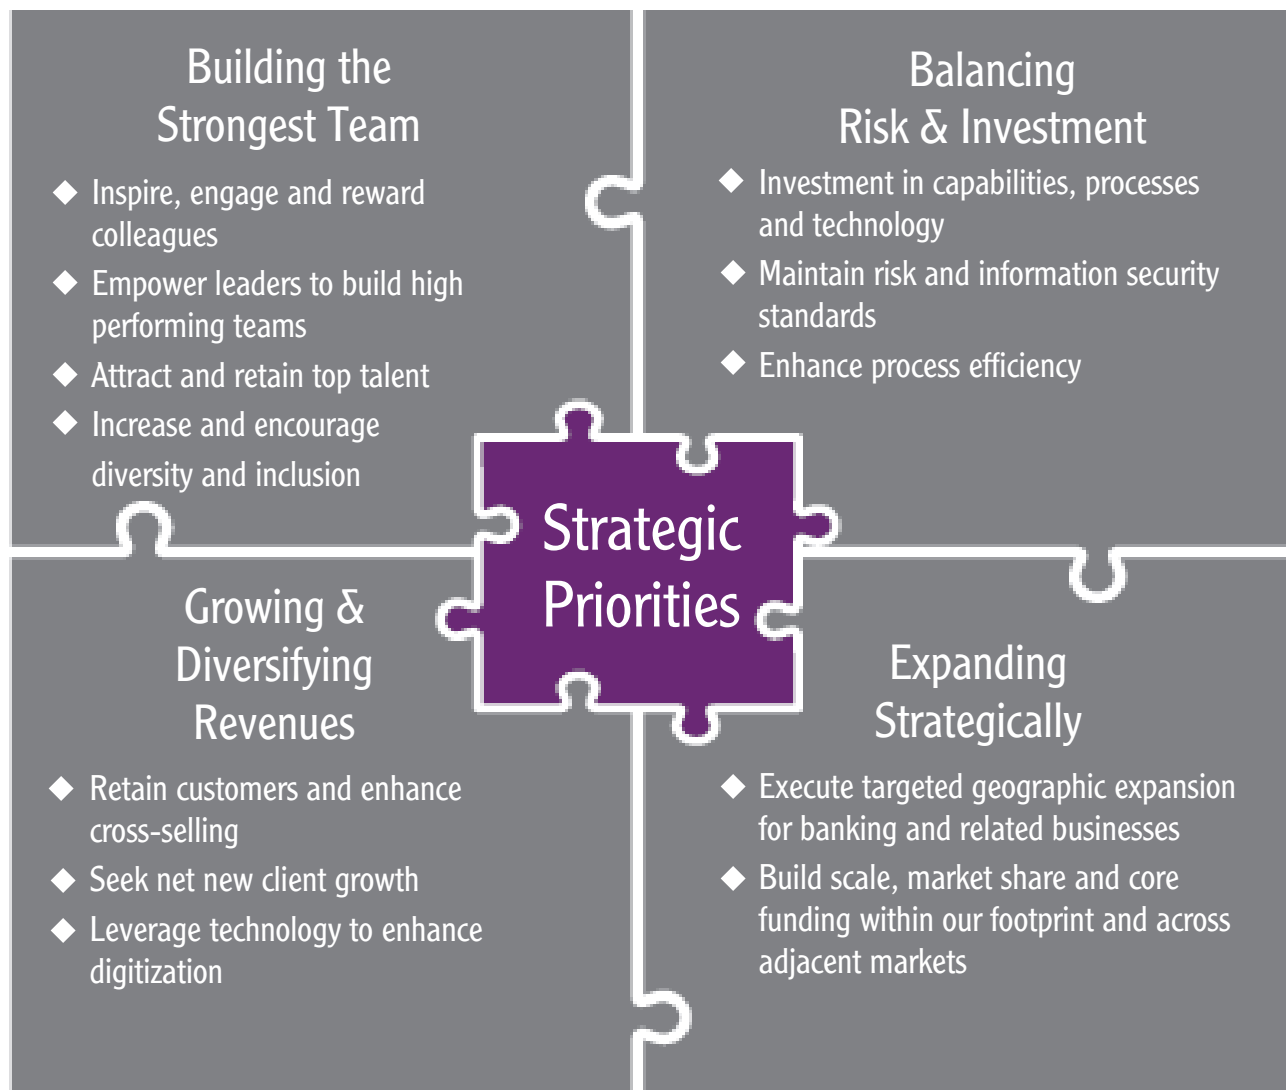 Building the
Strongest Team
◆ Inspire, engage and reward
colleagues
◆ Empower leaders to build high
performing teams
◆ Attract and retain top talent
◆ Increase and encourage
diversity and inclusion
Balancing
Risk & Investment
◆ Investment in capabilities, processes
and technology
◆ Maintain risk and information security
standards
◆ Enhance process efficiency
Strategic
Priorities
Growing &
Diversifying
Revenues
◆ Retain customers and enhance
cross-selling
◆ Seek net new client growth
◆ Leverage technology to enhance
digitization
Expanding
Strategically
◆ Execute targeted geographic expansion
for banking and related businesses
◆ Build scale, market share and core
funding within our footprint and across
adjacent markets